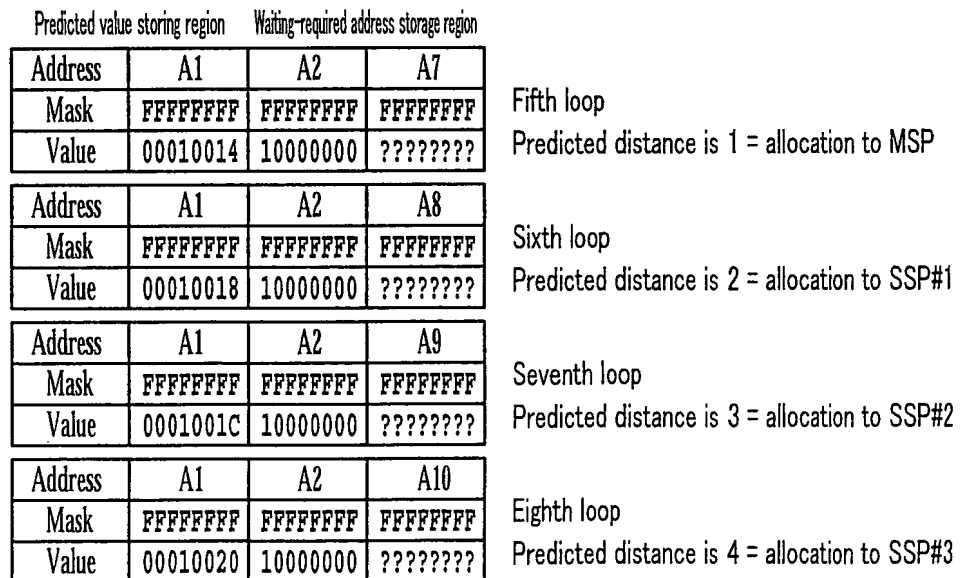 Predicted value storing region Waiting-required address storage region
Address A1 A2 A7
Mask FFFFFFFF FFFFFFFF FFFFFFFF
Value 00010014 10000000 ????????
Fifth loop
Predicted distance is 1 = allocation to MSP
Address A1 A2 A8
Mask FFFFFFFF FFFFFFFF FFFFFFFF
Value 00010018 10000000 ????????
Sixth loop
Predicted distance is 2 = allocation to SSP#1
Address A1 A2 A9
Mask FFFFFFFF FFFFFFFF FFFFFFFF
Value 0001001C 10000000 ????????
Seventh loop
Predicted distance is 3 = allocation to SSP#2
Address A1 A2 A10
Mask FFFFFFFF FFFFFFFF FFFFFFFF
Value 00010020 10000000 ????????
Eighth loop
Predicted distance is 4 = allocation to SSP#3